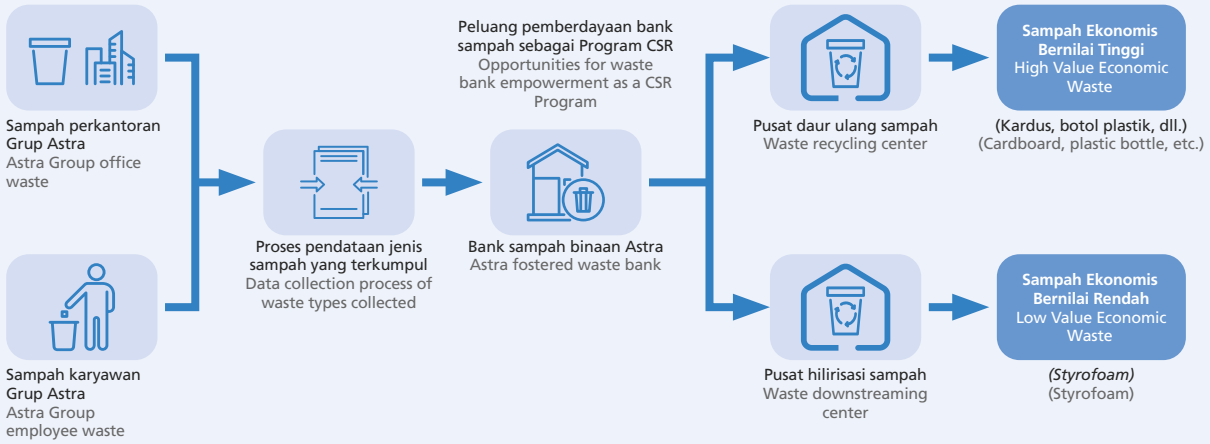 Sampah perkantoran
Grup Astra
Astra Group office
waste
Sampah karyawan
Grup Astra
Astra Group
employee waste
Proses pendataan jenis
sampah yang terkumpul
Data collection process of
waste types collected
Peluang pemberdayaan bank
sampah sebagai Program CSR
Opportunities for waste
bank empowerment as a CSR
Program
Bank sampah binaan Astra
Astra fostered waste bank
Pusat daur ulang sampah
Waste recycling center
Sampah Ekonomis
Bernilai Tinggi
High Value Economic
Waste
(Kardus, botol plastik, dll.)
(Cardboard, plastic bottle, etc.)
Pusat hilirisasi sampah
Waste downstreaming
center
Sampah Ekonomis
Bernilai Rendah
Low Value Economic
Waste
(Styrofoam)
(Styrofoam)